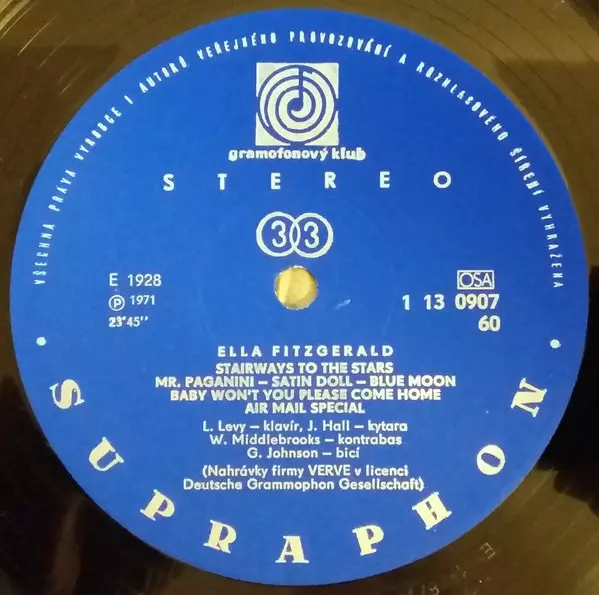 VŠECHNA PRÁVA VÝROBCE I AUTORŮ VEŘEJNÉHO PROVOZOVÁNÍ A ROZHLASOVÉHO ŠÍŘENÍ VYHRAŽENA
gramofonový klub
STEREO
33
E 1928
OSA
Ⓟ 1971
1 13 0907
23'45''
60
ELLA FITZGERALD
STAIRWAYS TO THE STARS
MR. PAGANINI – SATIN DOLL – BLUE MOON
BABY WON'T YOU PLEASE COME HOME
AIR MAIL SPECIAL
L. Levy – klavír, J. Hall – kytara
W. Middlebrooks – kontrabas
G. Johnson – bicí
(Nahrávky firmy VERVE v licenci
Deutsche Grammophon Gesellschaft)
SUPRAPHON